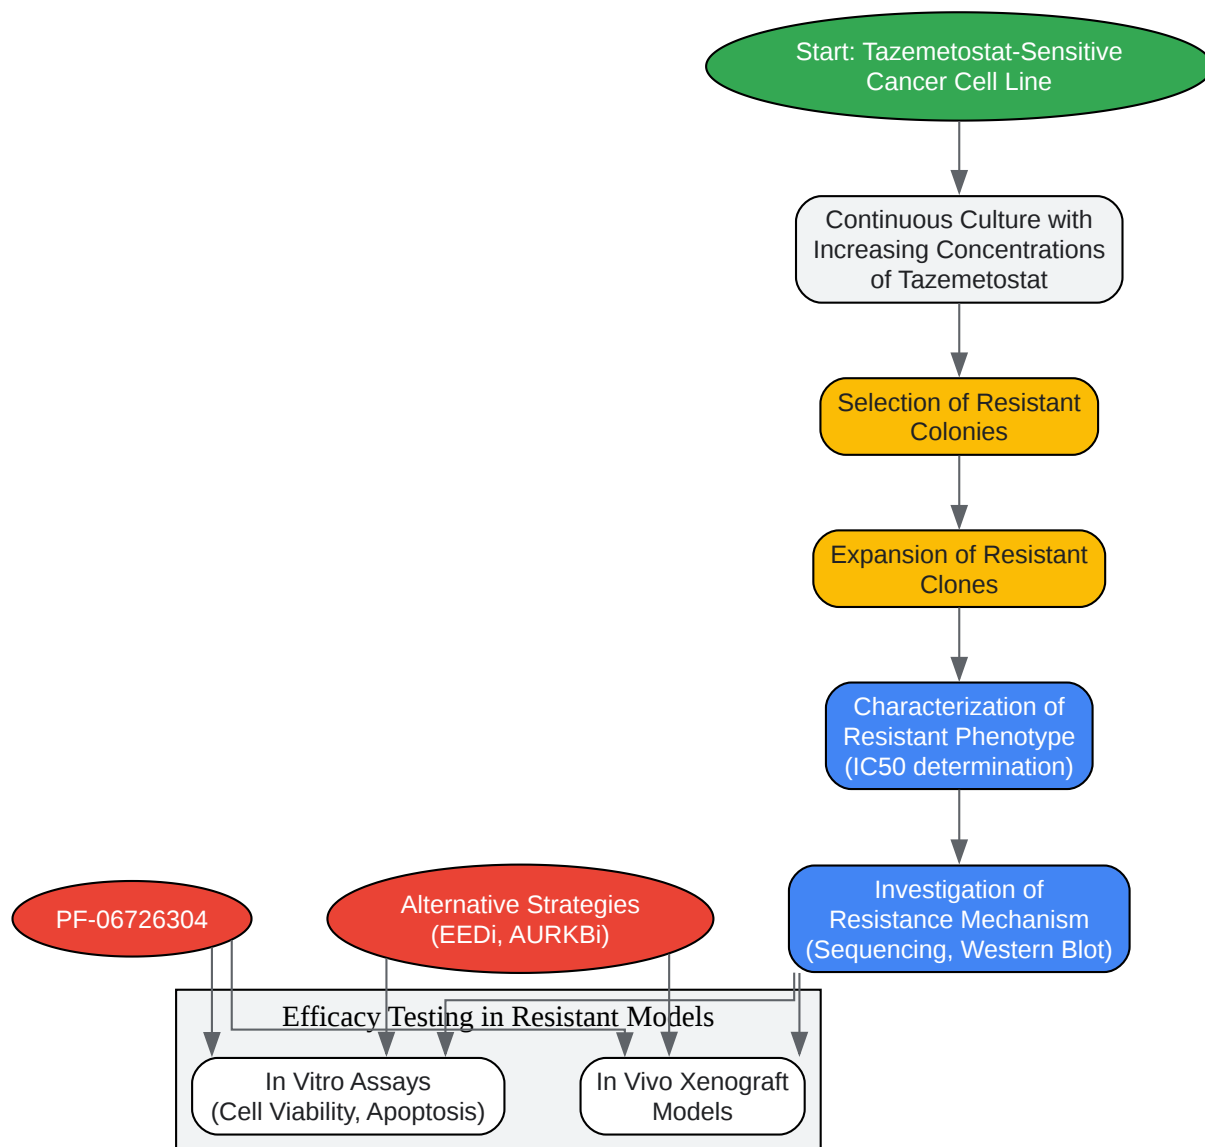 Start: Tazemetostat-Sensitive
Cancer Cell Line
Continuous Culture with
Increasing Concentrations
of Tazemetostat
Selection of Resistant
Colonies
Expansion of Resistant
Clones
Characterization of
Resistant Phenotype
(IC50 determination)
Investigation of
Resistance Mechanism
(Sequencing, Western Blot)
PF-06726304
Alternative Strategies
(EEDi, AURKBi)
Efficacy Testing in Resistant Models
In Vitro Assays
(Cell Viability, Apoptosis)
In Vivo Xenograft
Models